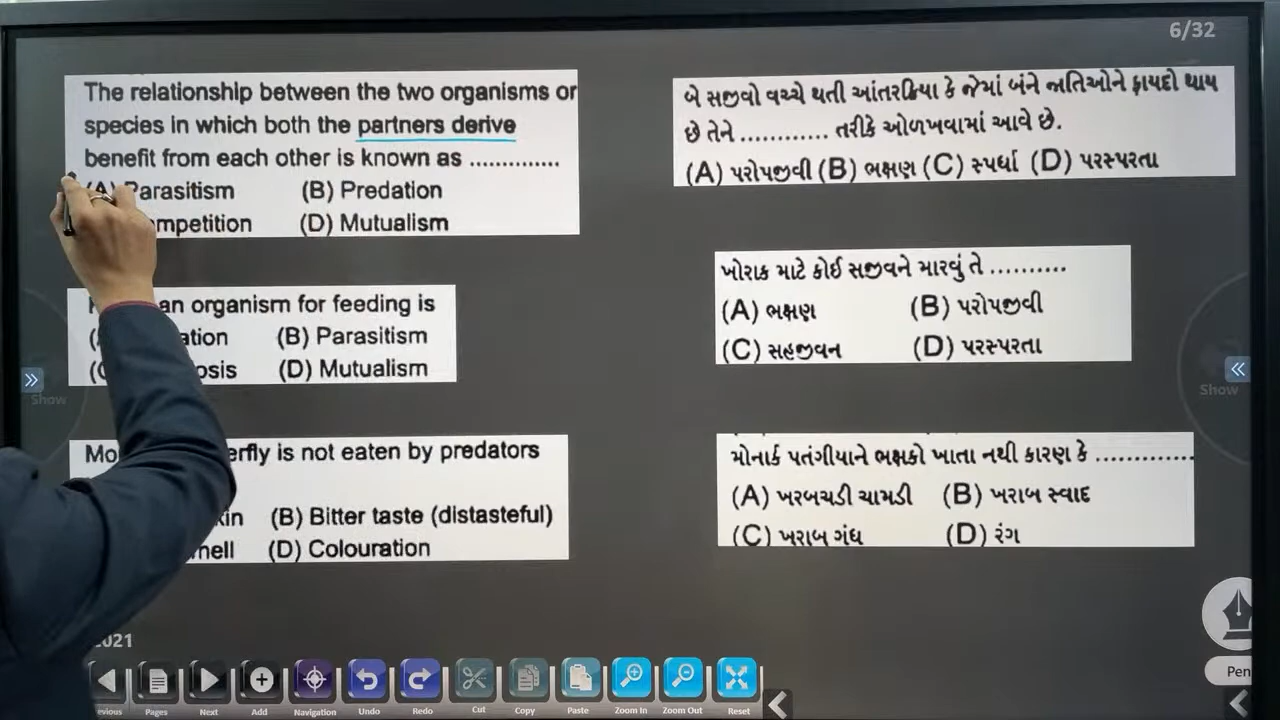 6/32
The relationship between the two organisms or
species in which both the partners derive
benefit from each other is known as ..............
(A) Parasitism (B) Predation
mpetition (D) Mutualism
an organism for feeding is
ation (B) Parasitism
osis (D) Mutualism
Mo erfly is not eaten by predators
kin (B) Bitter taste (distasteful)
mell (D) Colouration
2021
બે સજીવો વચ્ચે થતી આંતરક્રિયા કે જેમાં બંને જાતિઓને ફાયદો થાય
છે તેને ............ તરીકે ઓળખવામાં આવે છે.
(A) પરોપજીવી (B) ભક્ષણ (C) સ્પર્ધા (D) પરસ્પરતા
ખોરાક માટે કોઈ સજીવને મારવું તે ..........
(A) ભક્ષણ (B) પરોપજીવી
(C) સહજીવન (D) પરસ્પરતા
મોનાર્ક પતંગીયાને ભક્ષકો ખાતા નથી કારણ કે .............
(A) ખરબચડી ચામડી (B) ખરાબ સ્વાદ
(C) ખરાબ ગંધ (D) રંગ
Show
Show
Pen
evious Pages Next Add Navigation Undo Redo Cut Copy Paste Zoom In Zoom Out Reset